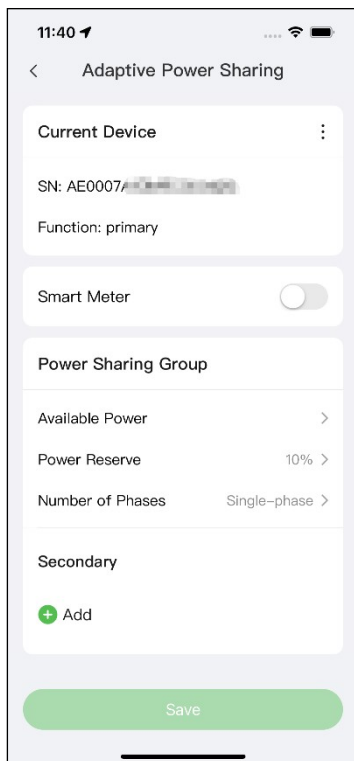 11:40
Adaptive Power Sharing
Current Device
SN: AE0007
Function: primary
Smart Meter
Power Sharing Group
Available Power
Power Reserve 10%
Number of Phases Single-phase
Secondary
Add
Save